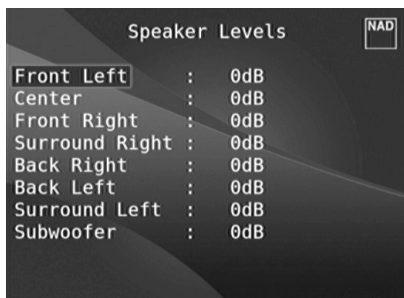 Speaker Levels
NAD
Front Left : 0dB
Center : 0dB
Front Right : 0dB
Surround Right : 0dB
Back Right : 0dB
Back Left : 0dB
Surround Left : 0dB
Subwoofer : 0dB